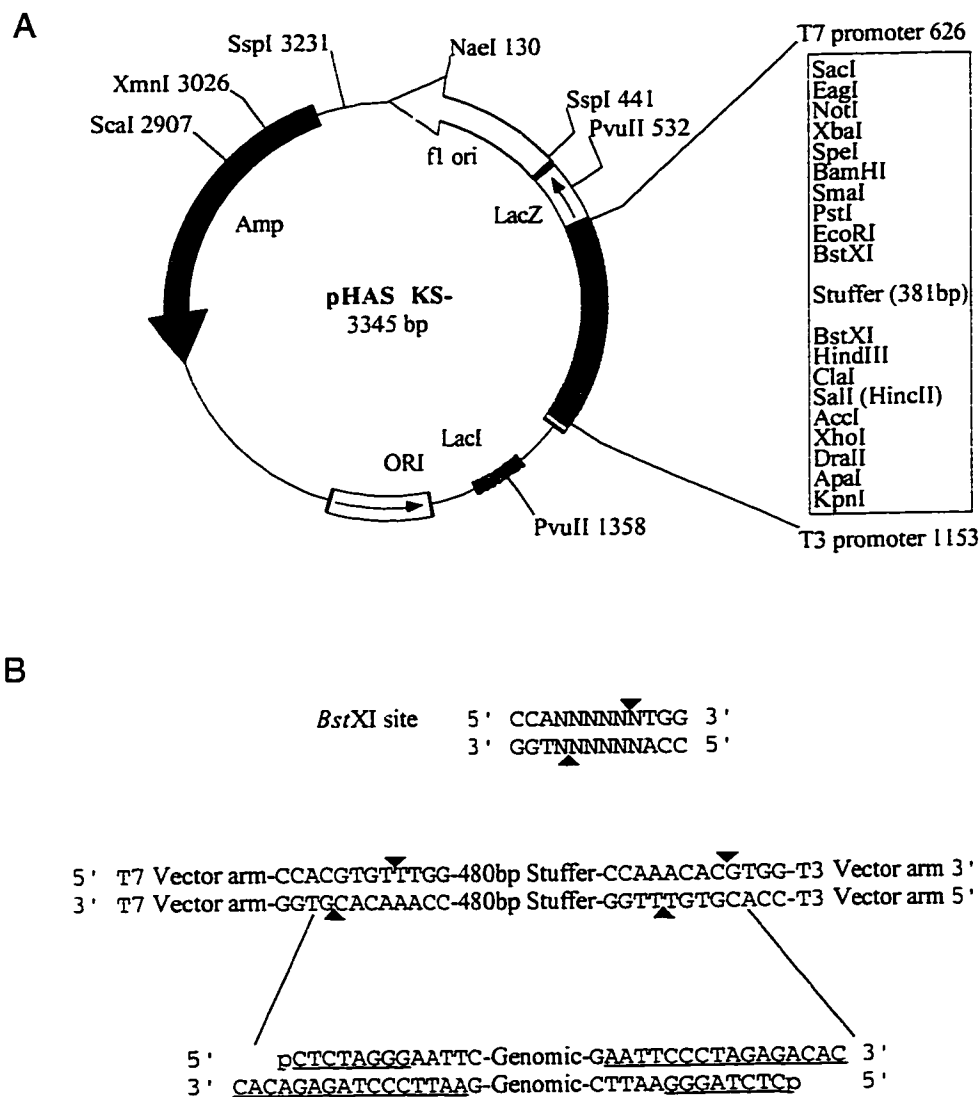 A
SspI 3231
NaeI 130
T7 promoter 626
XmnI 3026
ScaI 2907
SspI 441
PvuII 532
f1 ori
LacZ
Amp
pHAS KS-
3345 bp
LacI
ORI
PvuII 1358
SacI
EagI
NotI
XbaI
SpeI
BamHI
SmaI
PstI
EcoRI
BstXI
Stuffer (381bp)
BstXI
HindIII
ClaI
SalI (HincII)
AccI
XhoI
DraII
ApaI
KpnI
T3 promoter 1153
B
BstXI site 5' CCANNNNNNTGG 3'
3' GGTNNNNNNACC 5'
5' T7 Vector arm-CCACGTGTTTGG-480bp Stuffer-CCAAACACGTGG-T3 Vector arm 3'
3' T7 Vector arm-GGTGCACAAACC-480bp Stuffer-GGTTTGTGCACC-T3 Vector arm 5'
5' pCTCTAGGGAATTC-Genomic-GAATTCCCTAGAGACAC 3'
3' CACAGAGATCCCTTAAG-Genomic-CTTAAGGGATCTCp 5'